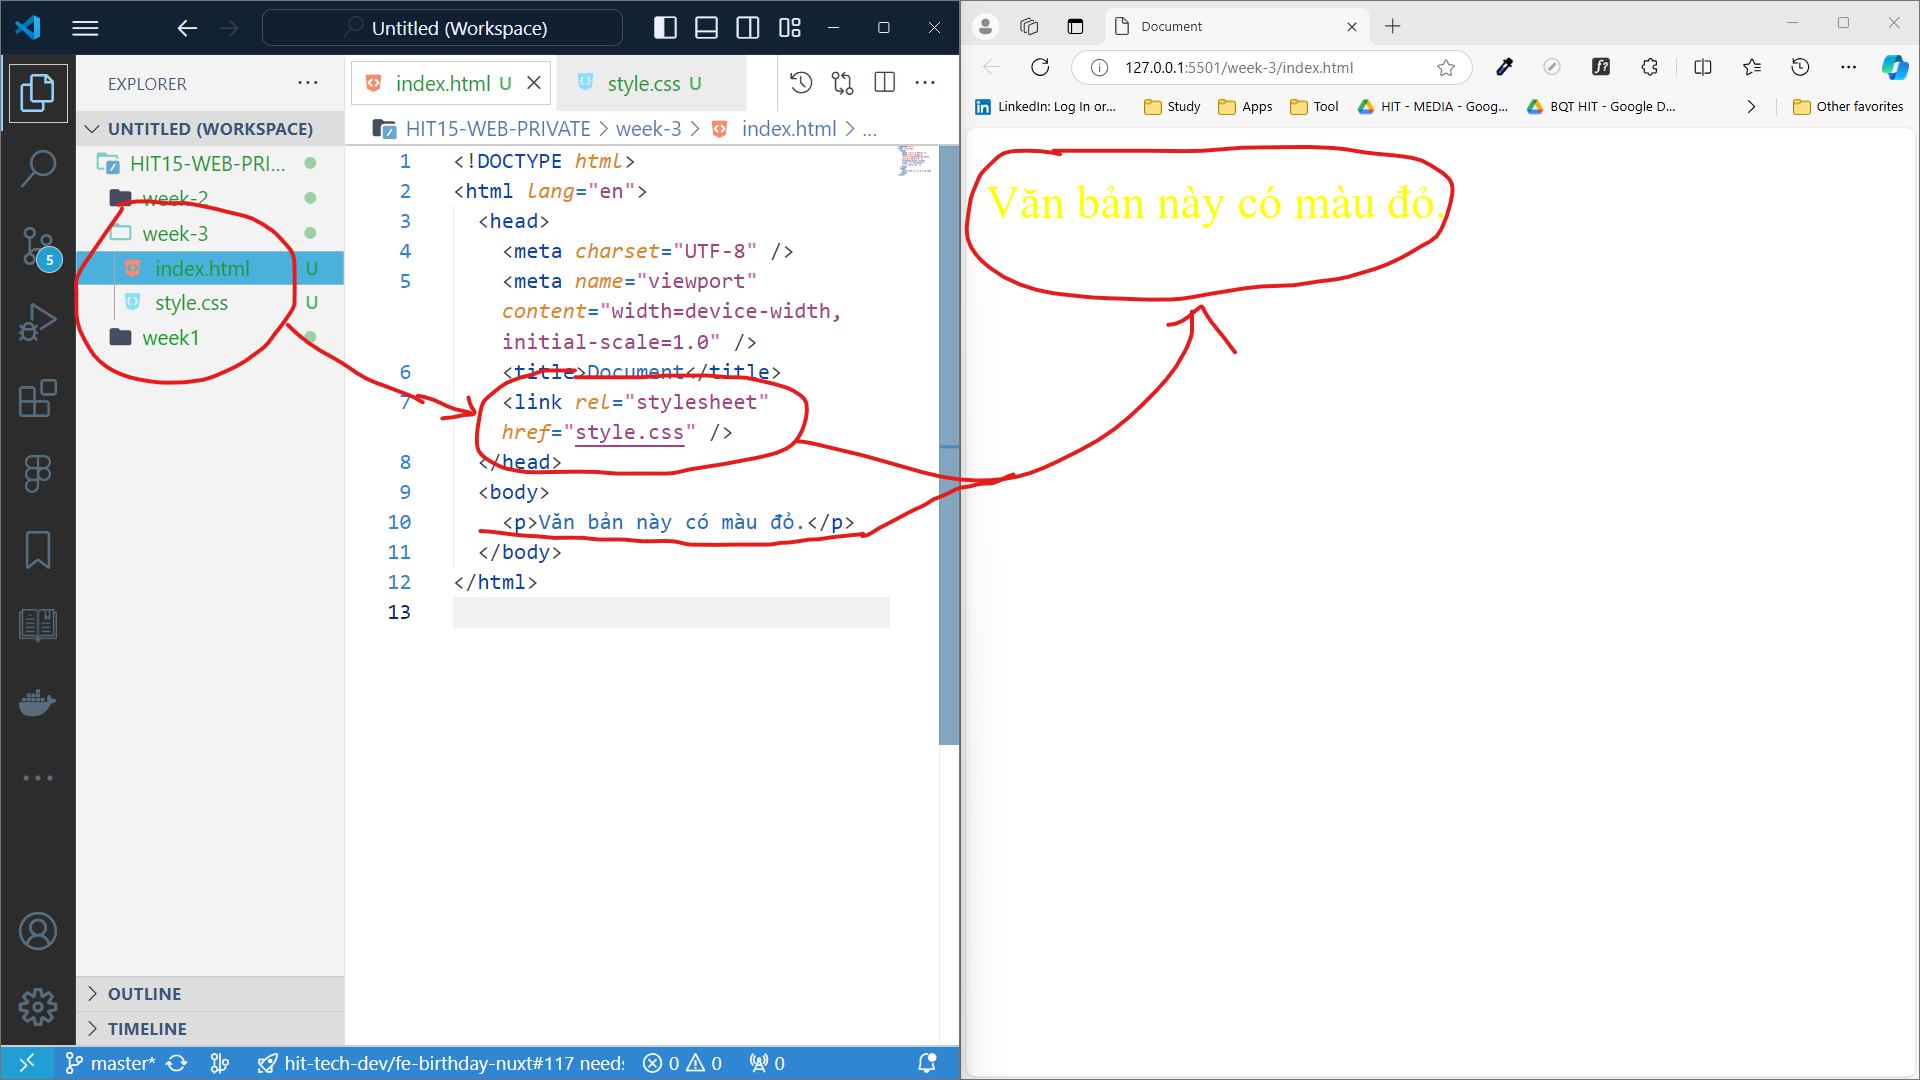 Untitled (Workspace)
EXPLORER
UNTITLED (WORKSPACE)
HIT15-WEB-PRI...
week-2
week-3
index.html U
style.css U
week1
OUTLINE
TIMELINE
5
index.html U
style.css U
HIT15-WEB-PRIVATE > week-3 > index.html > ...
1 <!DOCTYPE html>
2 <html lang="en">
3 <head>
4 <meta charset="UTF-8" />
5 <meta name="viewport"
content="width=device-width,
initial-scale=1.0" />
6 <title>Document</title>
7 <link rel="stylesheet"
href="style.css" />
8 </head>
9 <body>
10 <p>Văn bản này có màu đỏ.</p>
11 </body>
12 </html>
13
master* hit-tech-dev/fe-birthday-nuxt#117 needs 0 0 0
Document
127.0.0.1:5501/week-3/index.html
LinkedIn: Log In or... Study Apps Tool HIT - MEDIA - Goog... BQT HIT - Google D... Other favorites
Văn bản này có màu đỏ.